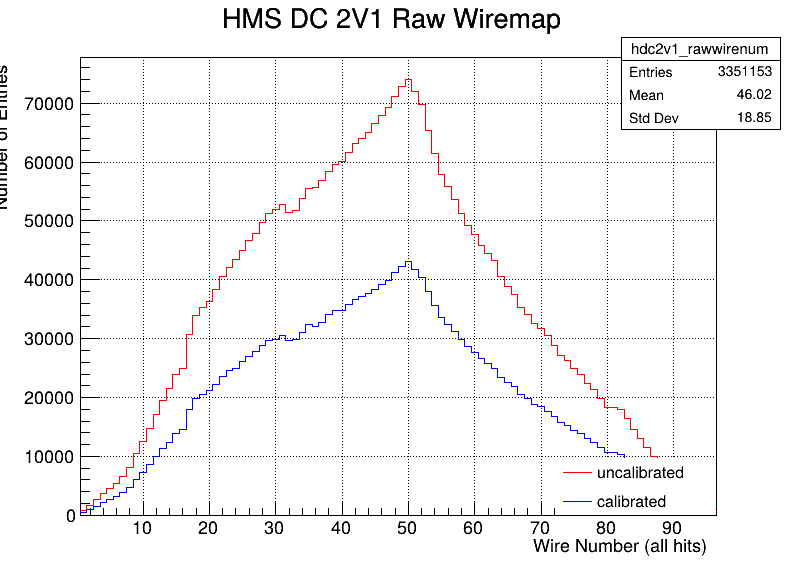 HMS DC 2V1 Raw Wiremap
hdc2v1_rawwirenum
Entries 3351153
Mean 46.02
Std Dev 18.85
Number of Entries
70000
60000
50000
40000
30000
20000
10000
0
uncalibrated
calibrated
10 20 30 40 50 60 70 80 90
Wire Number (all hits)